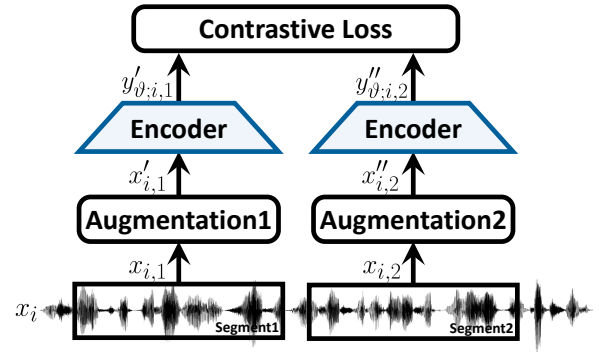 Contrastive Loss
y′ϑ;i,1 y″ϑ;i,2
Encoder Encoder
x′i,1 x″i,2
Augmentation1 Augmentation2
xi,1 xi,2
xi
Segment1 Segment2